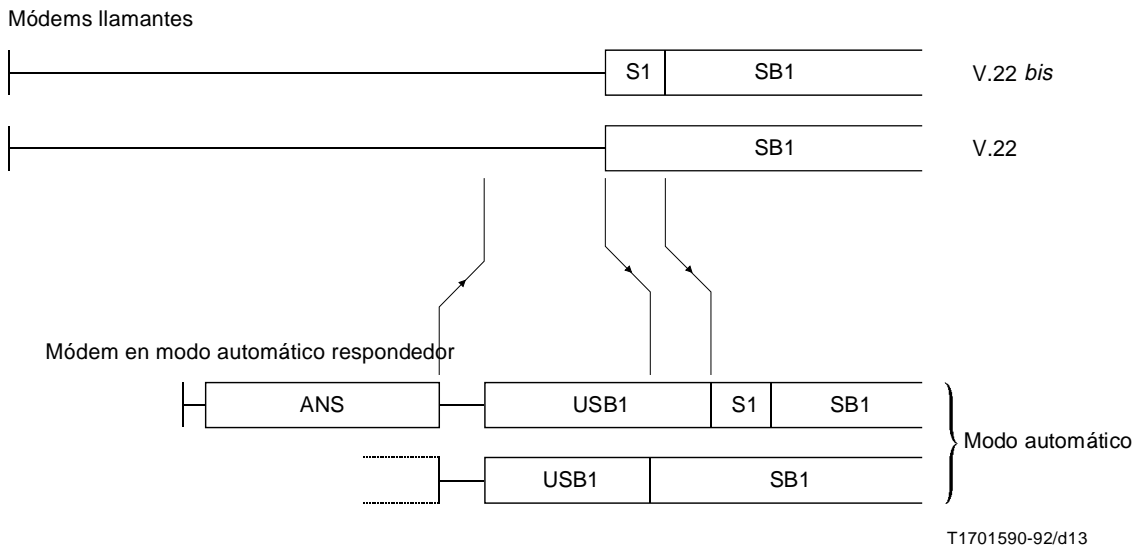 Módems llamantes
S1 SB1 V.22 bis
SB1 V.22
Módem en modo automático respondedor
ANS USB1 S1 SB1
Modo automático
USB1 SB1
T1701590-92/d13